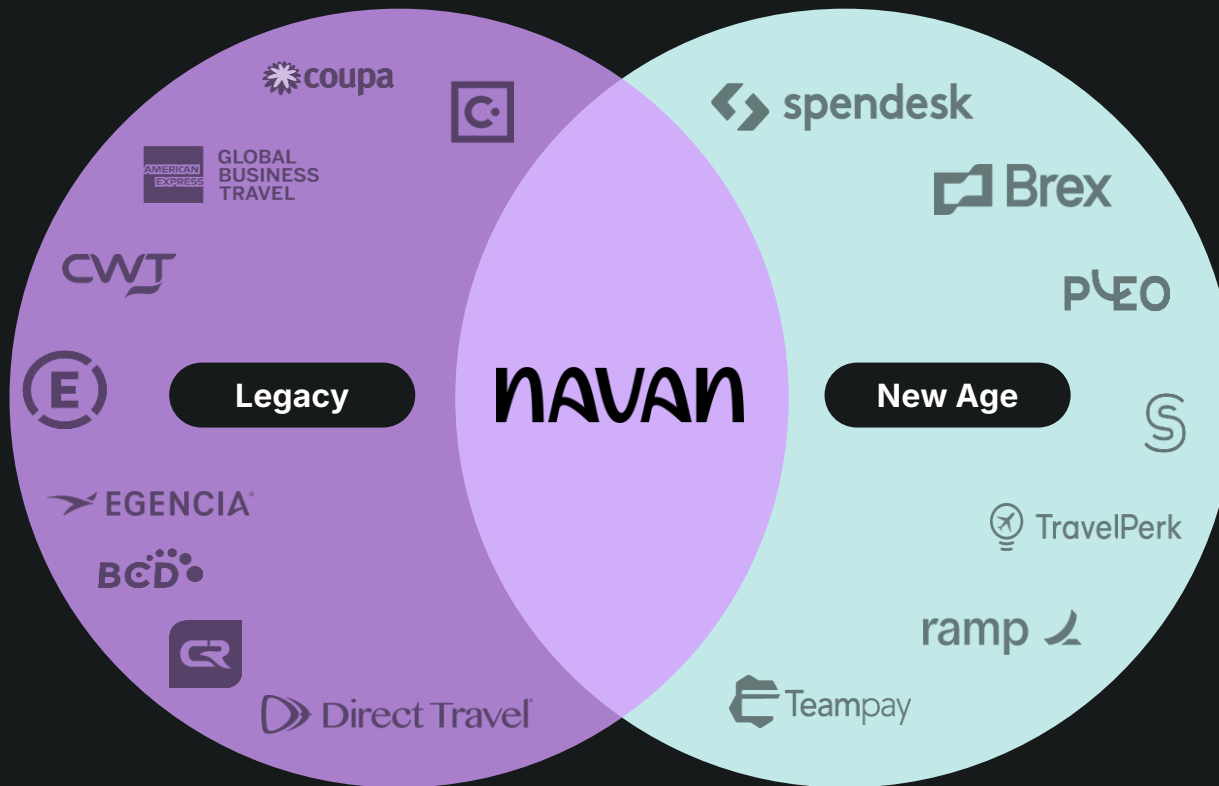 coupa
C
AMERICAN
EXPRESS
GLOBAL
BUSINESS
TRAVEL
CWT
E
Legacy
EGENCIA
BCD
CR
Direct Travel
NAVAN
spendesk
Brex
PLEO
New Age
S
TravelPerk
ramp
Teampay